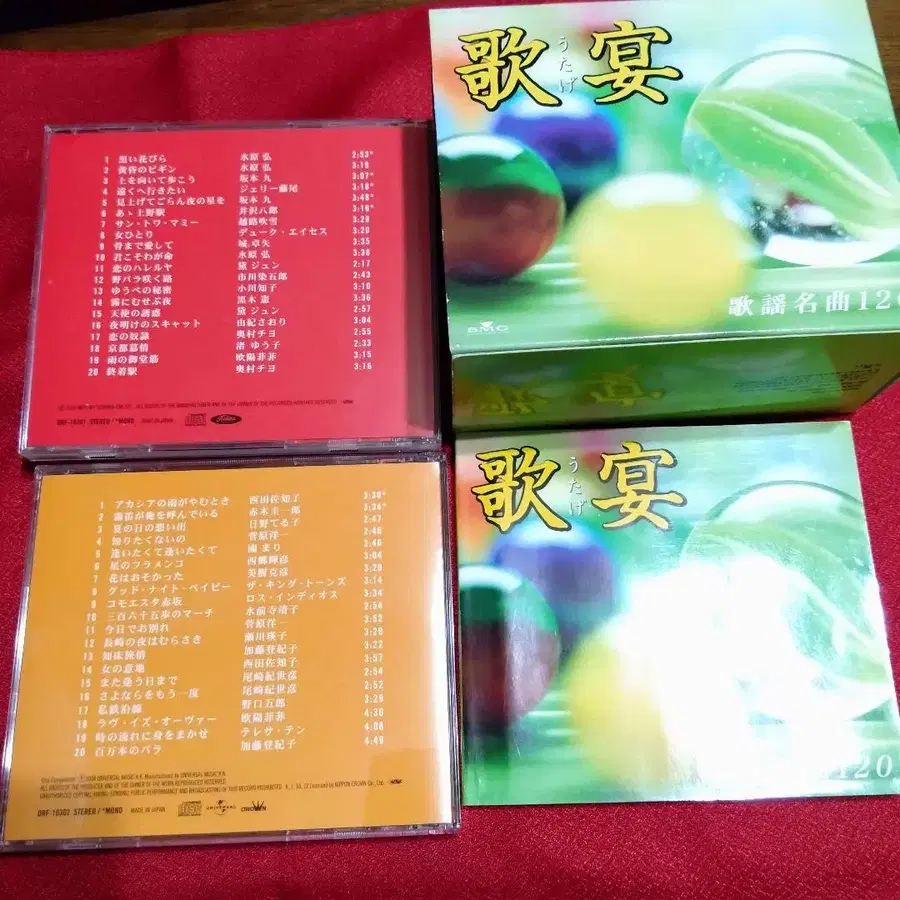 歌宴
うたげ
歌謡名曲120
BMG
1 黒い花びら 水原 弘 2:53*
2 黄昏のビギン 水原 弘 3:19
3 上を向いて歩こう 坂本 九 3:07*
4 遠くへ行きたい ジェリー藤尾 3:18*
5 見上げてごらん夜の星を 坂本 九 3:48*
6 あゝ上野駅 井沢八郎 3:16*
7 サン・トワ・マミー 越路吹雪 3:29
8 女ひとり デューク・エイセス 3:20
9 骨まで愛して 城 卓矢 3:35
10 君こそわが命 水原 弘 3:38
11 恋のハレルヤ 黛 ジュン 2:17
12 野バラ咲く路 市川染五郎 2:43
13 ゆうべの秘密 小川知子 3:10
14 霧にむせぶ夜 黒木 憲 3:36
15 天使の誘惑 黛 ジュン 2:57
16 夜明けのスキャット 由紀さおり 3:04
17 恋の奴隷 奥村チヨ 2:55
18 京都慕情 渚 ゆう子 2:33
19 雨の御堂筋 欧陽菲菲 3:15
20 終着駅 奥村チヨ 3:16
DRF-10301 STEREO/*MONO MADE IN JAPAN
歌宴
うたげ
120
1 アカシアの雨がやむとき 西田佐知子 3:30*
2 霧笛が俺を呼んでいる 赤木圭一郎 3:34*
3 夏の日の想い出 日野てる子 2:47
4 知りたくないの 菅原洋一
5 逢いたくて逢いたくて 園 まり
6 星のフラメンコ 西郷輝彦 3:04
7 花はおそかった 美樹克彦 3:20
8 グッド・ナイト・ベイビー ザ・キング・トーンズ 3:14
9 コモエスタ赤坂 ロス・インディオス 3:34
10 三百六十五歩のマーチ 水前寺清子 2:54
11 今日でお別れ 菅原洋一 3:52
12 長崎の夜はむらさき 瀬川瑛子 3:26
13 知床旅情 加藤登紀子 3:22
14 女の意地 西田佐知子 3:57
15 また逢う日まで 尾崎紀世彦 2:54
16 さよならをもう一度 尾崎紀世彦 2:52
17 私鉄沿線 野口五郎 3:28
18 ラヴ・イズ・オーヴァー 欧陽菲菲 4:30
19 時の流れに身をまかせ テレサ・テン 4:08
20 百万本のバラ 加藤登紀子 4:49
DRF-10302 STEREO/*MONO MADE IN JAPAN UNIVERSAL CROWN